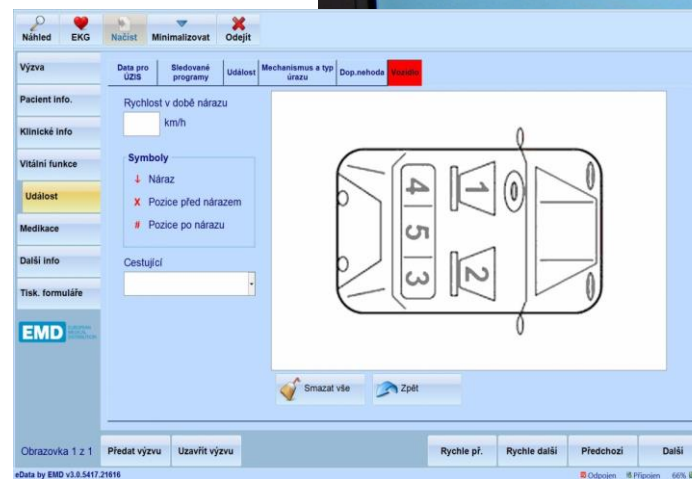 Náhled EKG Načíst Minimalizovat Odejít
Výzva
Pacient info.
Klinické info
Vitální funkce
Událost
Medikace
Další info
Tisk. formuláře
EMD
Data pro ÚZIS
Sledované programy
Událost
Mechanismus a typ úrazu
Dop.nehoda
Vozidlo
Rychlost v době nárazu
km/h
Symboly
↓ Náraz
X Pozice před nárazem
# Pozice po nárazu
Cestující
4 5 3
1
2
Smazat vše Zpět
Obrazovka 1 z 1 Předat výzvu Uzavřít výzvu Rychle př. Rychle další Předchozí Další
eData by EMD v3.0.5417.21616 Odpojen Připojen 66%